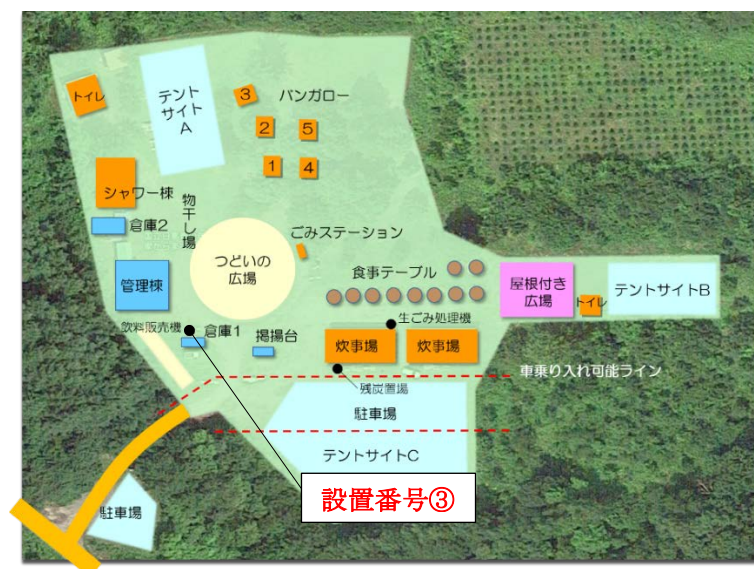 トイレ
テント
サイト
A
3
バンガロー
2
5
1
4
シャワー棟
物干し場
倉庫2
ごみステーション
つどいの
広場
食事テーブル
管理棟
屋根付き
広場
トイレ
テントサイトB
飲料販売機
倉庫1
掲揚台
生ごみ処理機
炊事場
炊事場
車乗り入れ可能ライン
残炭置場
駐車場
テントサイトC
設置番号③
駐車場